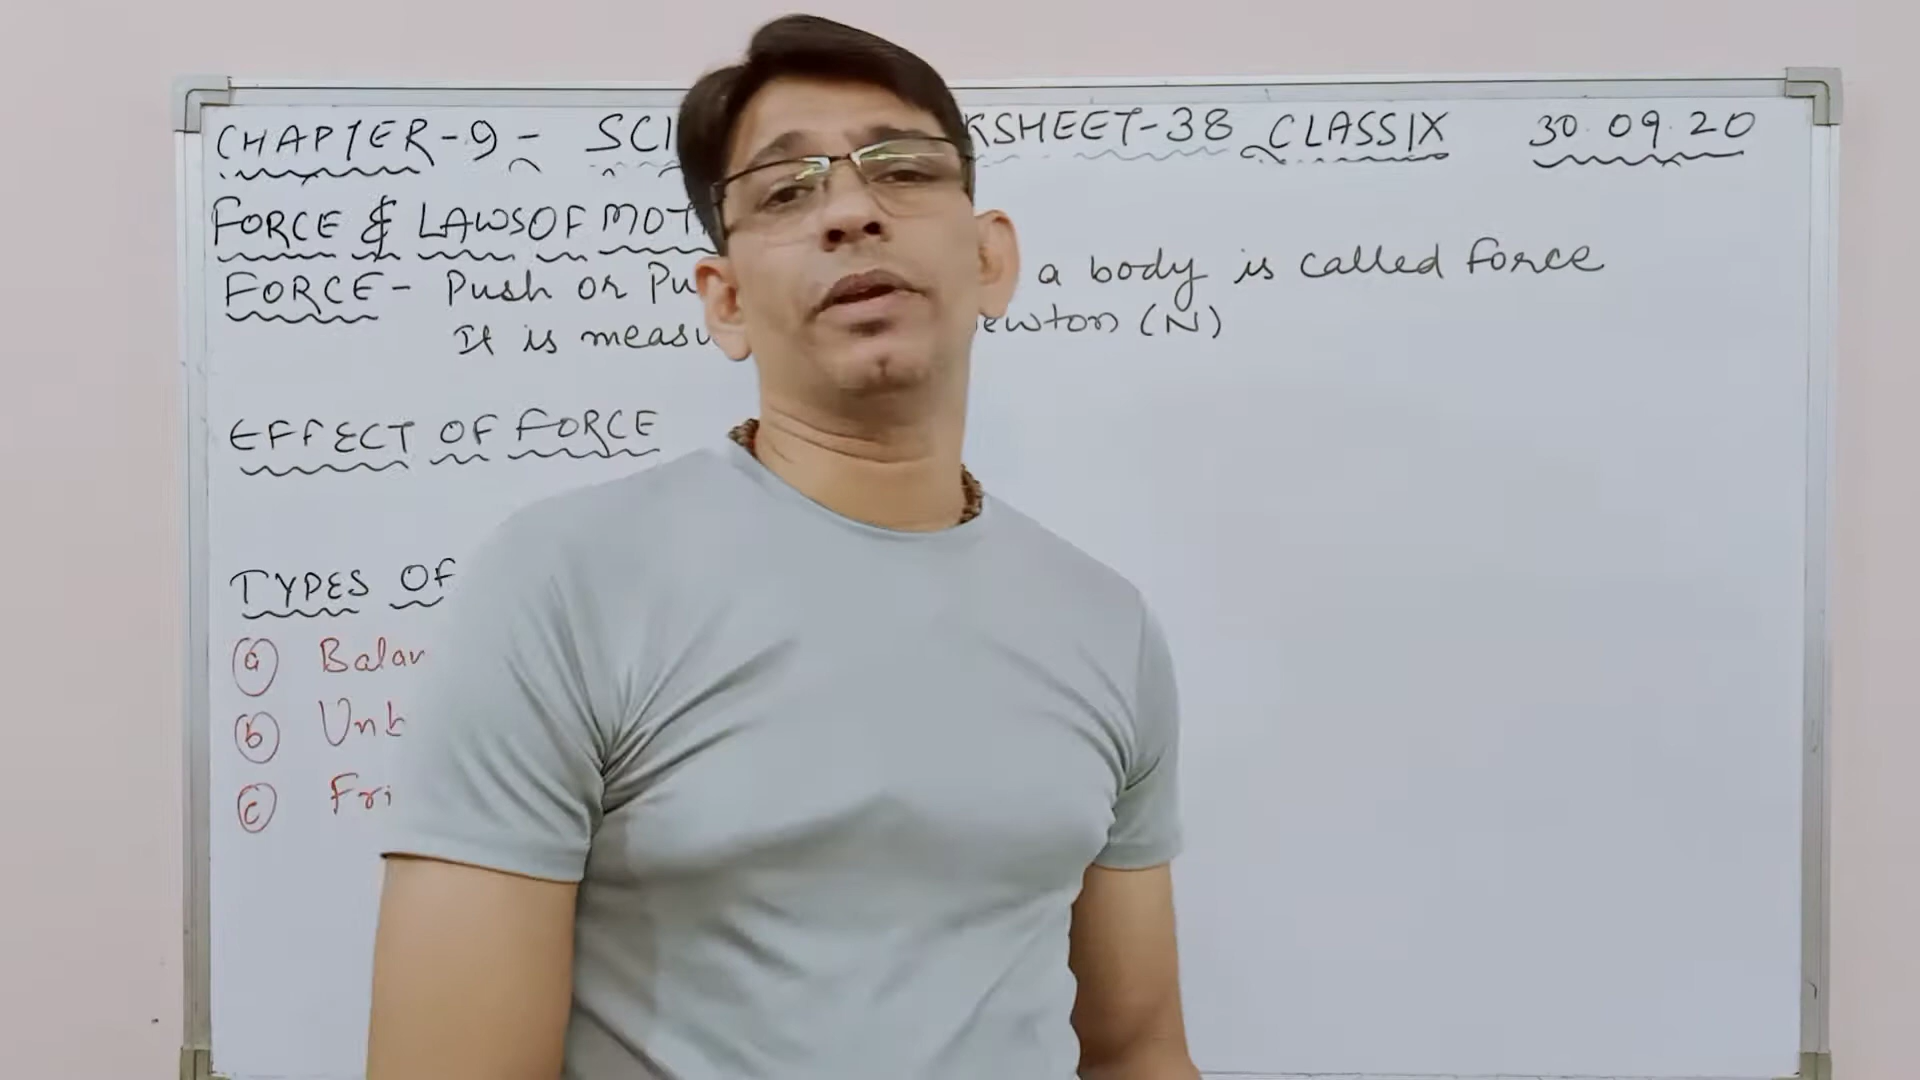 CHAPTER-9- SCI KSHEET-38 CLASS IX 30.09.20
FORCE & LAWS OF MOT
FORCE - Push or Pu a body is called force
It is measu ewton (N)
EFFECT OF FORCE
TYPES OF
(a) Balan
(b) Unb
(c) Fri